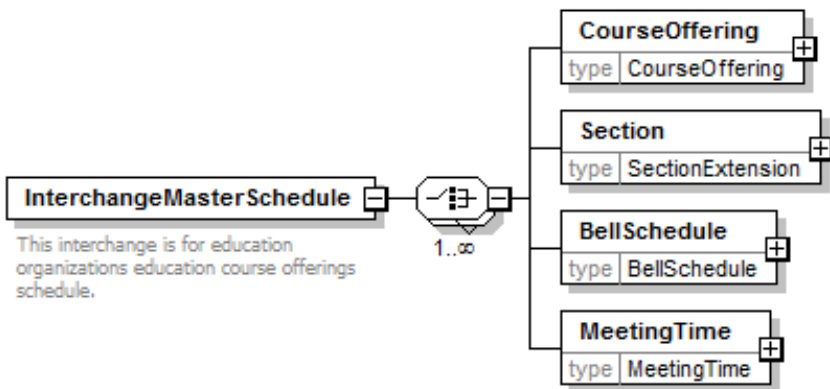 CourseOffering
type CourseOffering
Section
type SectionExtension
InterchangeMasterSchedule
This interchange is for education
organizations education course offerings
schedule.
1..∞
BellSchedule
type BellSchedule
MeetingTime
type MeetingTime